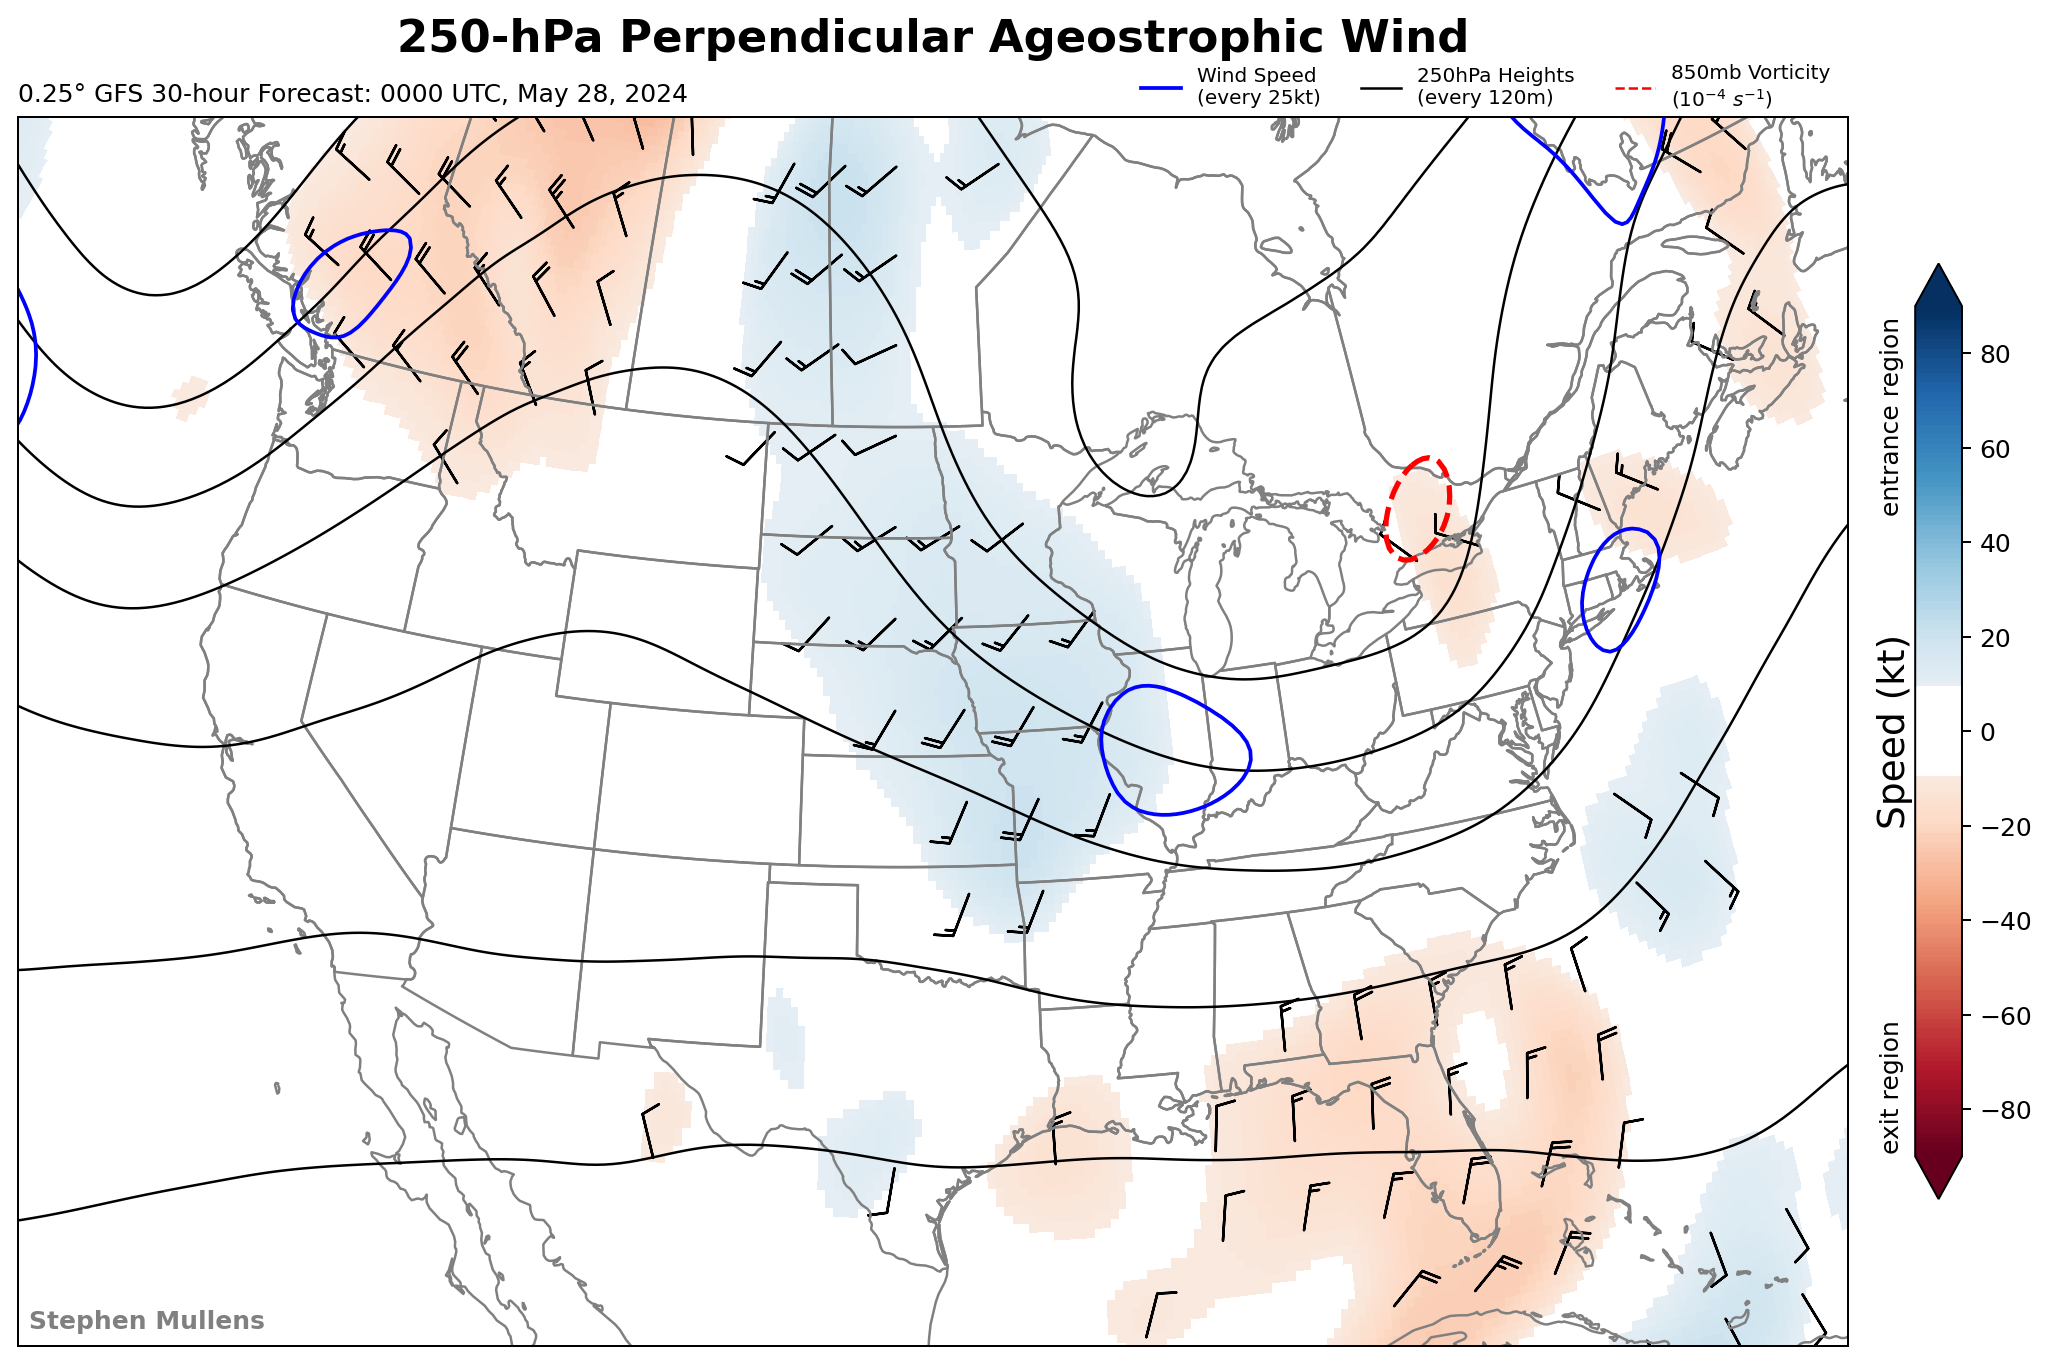 250-hPa Perpendicular Ageostrophic Wind
0.25° GFS 30-hour Forecast: 0000 UTC, May 28, 2024
Wind Speed
(every 25kt)
250hPa Heights
(every 120m)
850mb Vorticity
(10⁻⁴ s⁻¹)
entrance region
Speed (kt)
exit region
80
60
40
20
0
−20
−40
−60
−80
Stephen Mullens